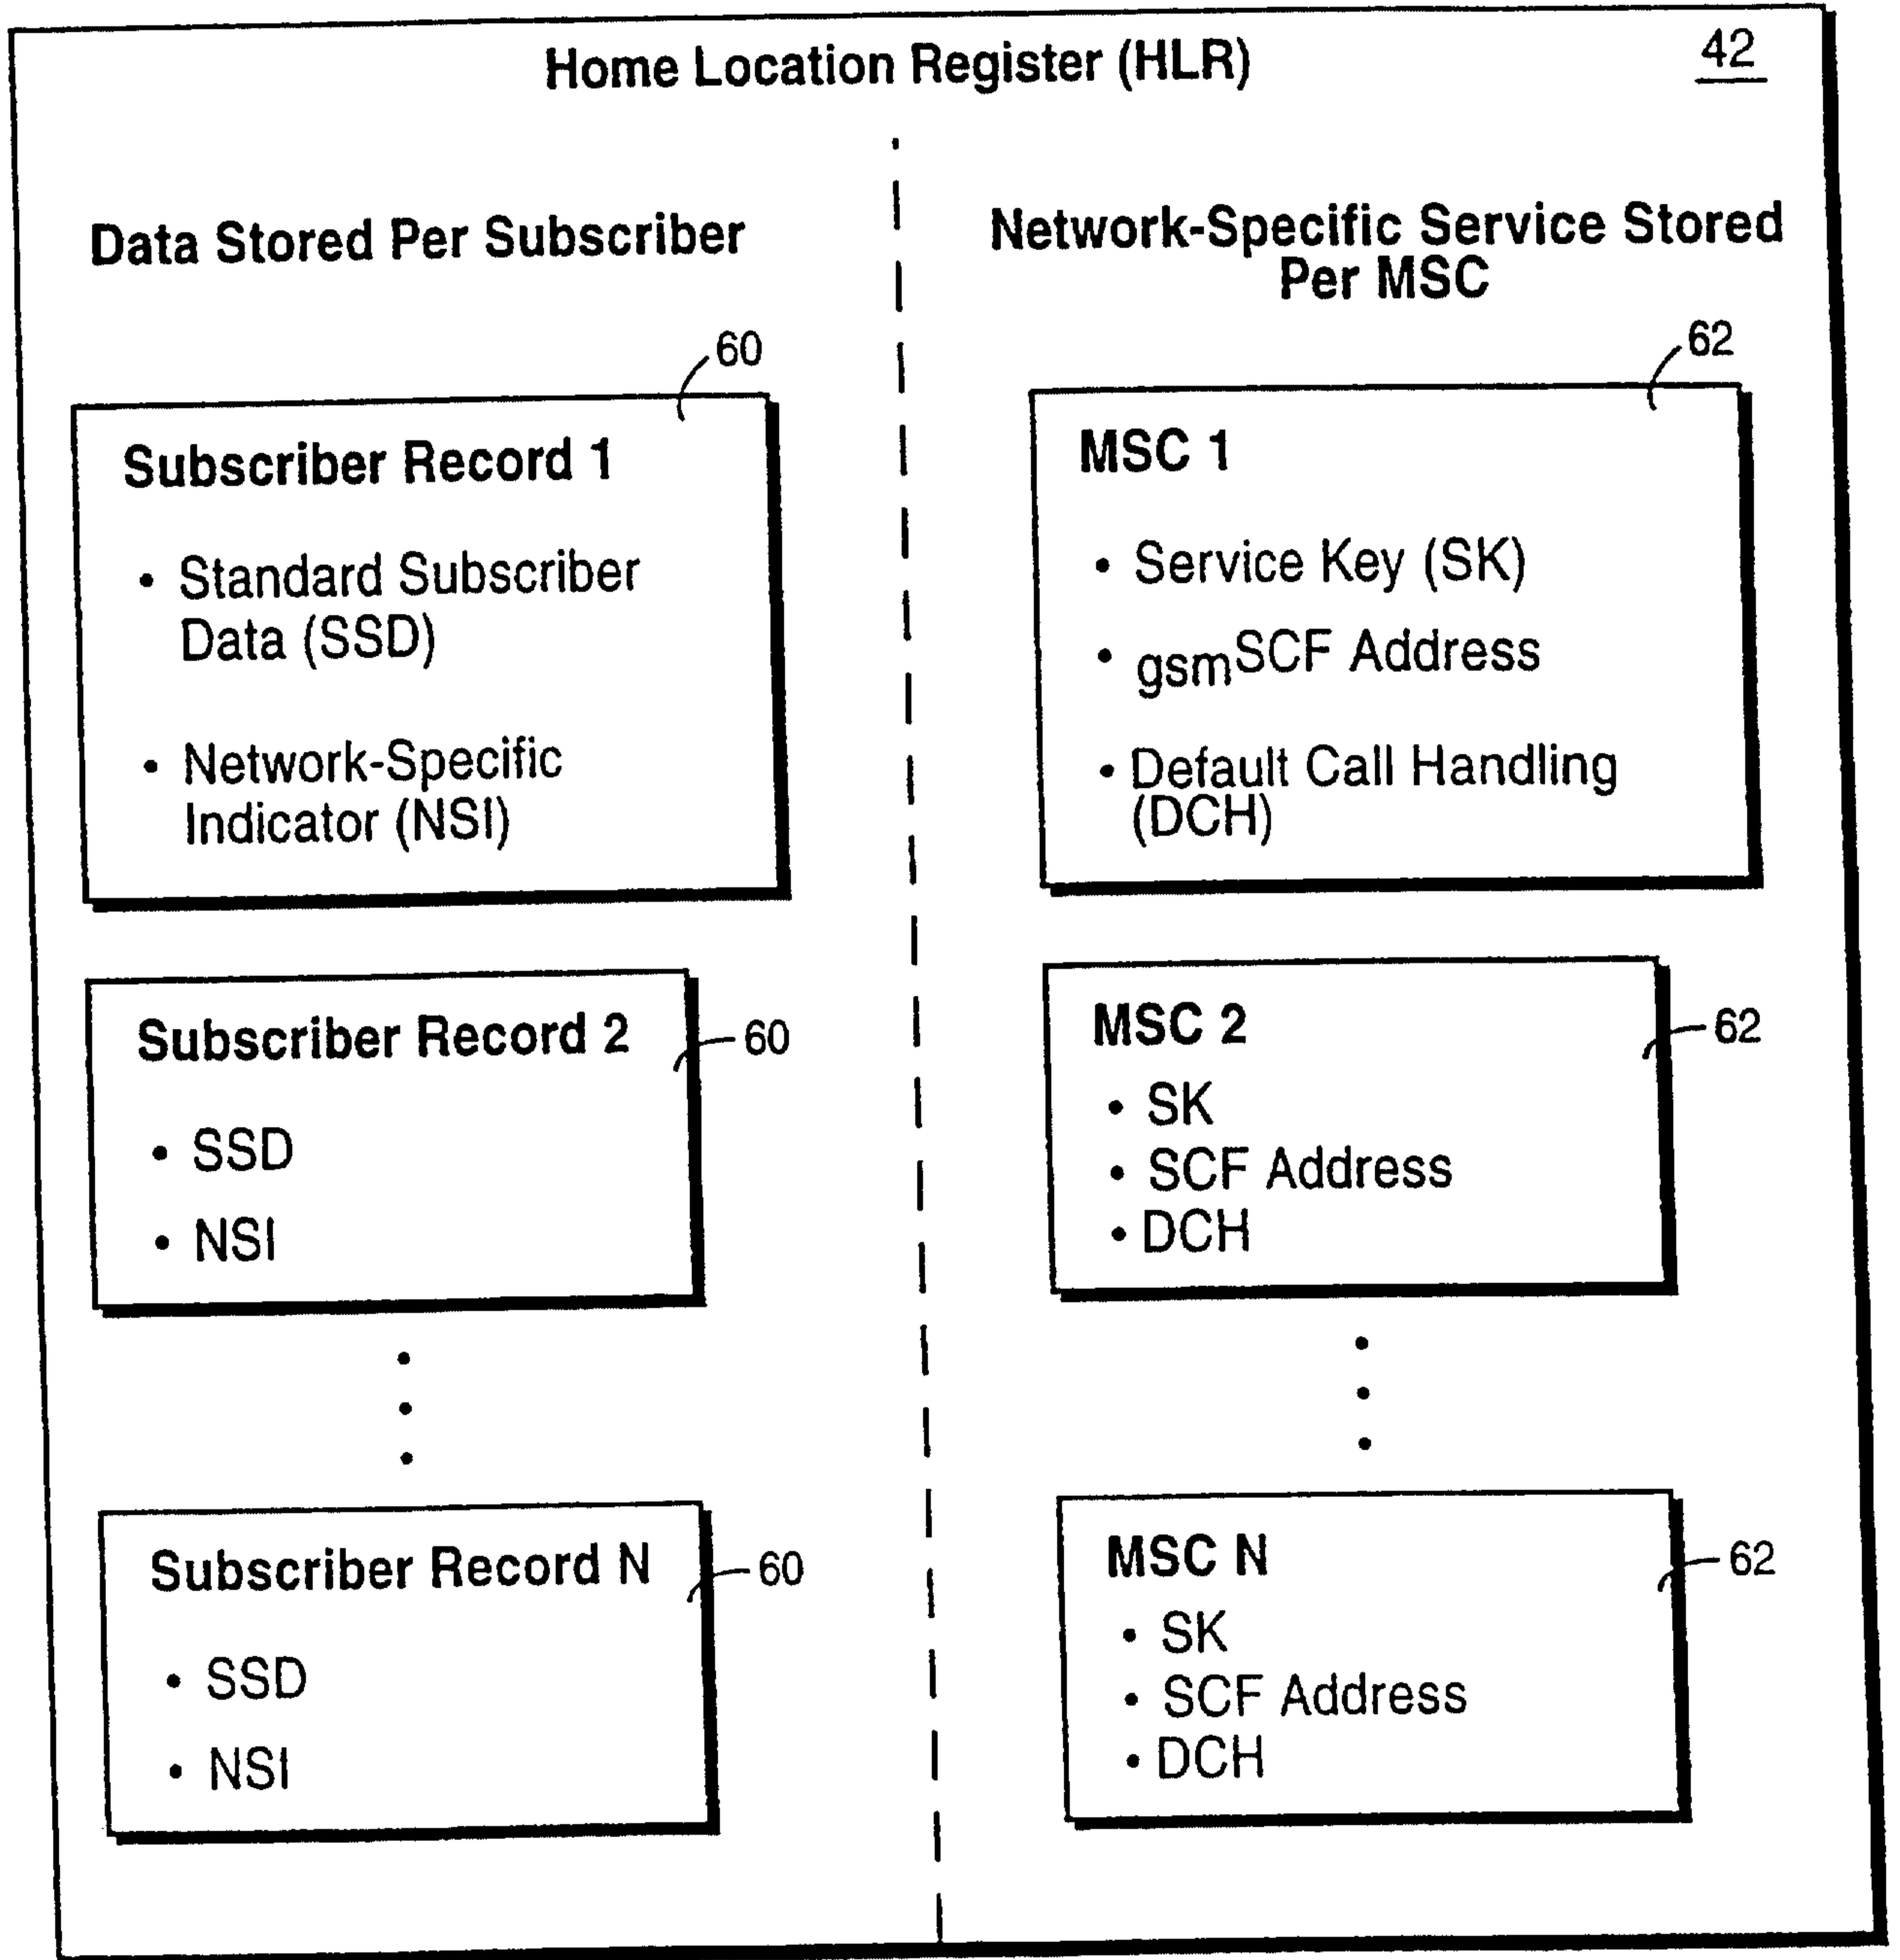 Home Location Register (HLR)
42
Data Stored Per Subscriber
60
Subscriber Record 1
• Standard Subscriber
Data (SSD)
• Network-Specific
Indicator (NSI)
Subscriber Record 2
60
• SSD
• NSI
Subscriber Record N
60
• SSD
• NSI
Network-Specific Service Stored
Per MSC
62
MSC 1
• Service Key (SK)
• gsmSCF Address
• Default Call Handling
(DCH)
MSC 2
62
• SK
• SCF Address
• DCH
MSC N
62
• SK
• SCF Address
• DCH